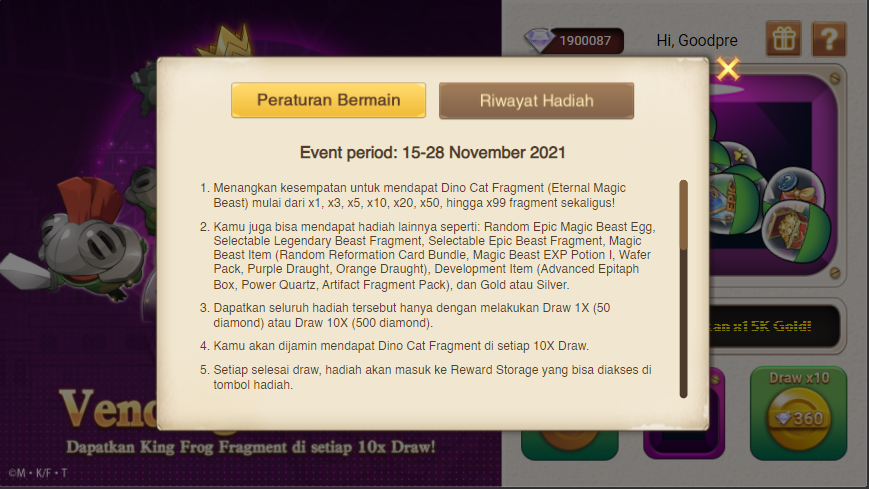 1900087
Hi, Goodpre
?
X
Peraturan Bermain
Riwayat Hadiah
Event period: 15-28 November 2021
1. Menangkan kesempatan untuk mendapat Dino Cat Fragment (Eternal Magic
Beast) mulai dari x1, x3, x5, x10, x20, x50, hingga x99 fragment sekaligus!
2. Kamu juga bisa mendapat hadiah lainnya seperti: Random Epic Magic Beast Egg,
Selectable Legendary Beast Fragment, Selectable Epic Beast Fragment, Magic
Beast Item (Random Reformation Card Bundle, Magic Beast EXP Potion I, Wafer
Pack, Purple Draught, Orange Draught), Development Item (Advanced Epitaph
Box, Power Quartz, Artifact Fragment Pack), dan Gold atau Silver.
3. Dapatkan seluruh hadiah tersebut hanya dengan melakukan Draw 1X (50
diamond) atau Draw 10X (500 diamond).
4. Kamu akan dijamin mendapat Dino Cat Fragment di setiap 10X Draw.
5. Setiap selesai draw, hadiah akan masuk ke Reward Storage yang bisa diakses di
tombol hadiah.
EPIC
an x15K Gold!
Draw x10
360
Vend
Dapatkan King Frog Fragment di setiap 10x Draw!
©M • K/F • T